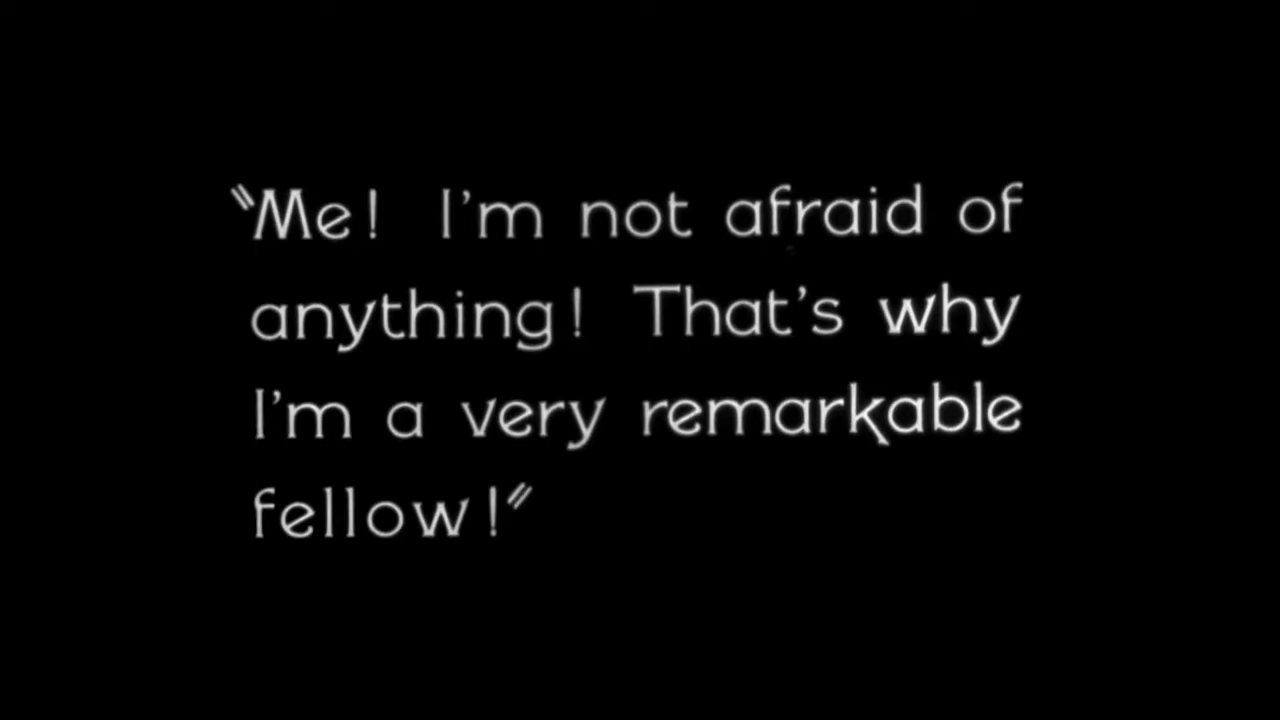 "Me! I'm not afraid of
anything! That's why
I'm a very remarkable
fellow!"